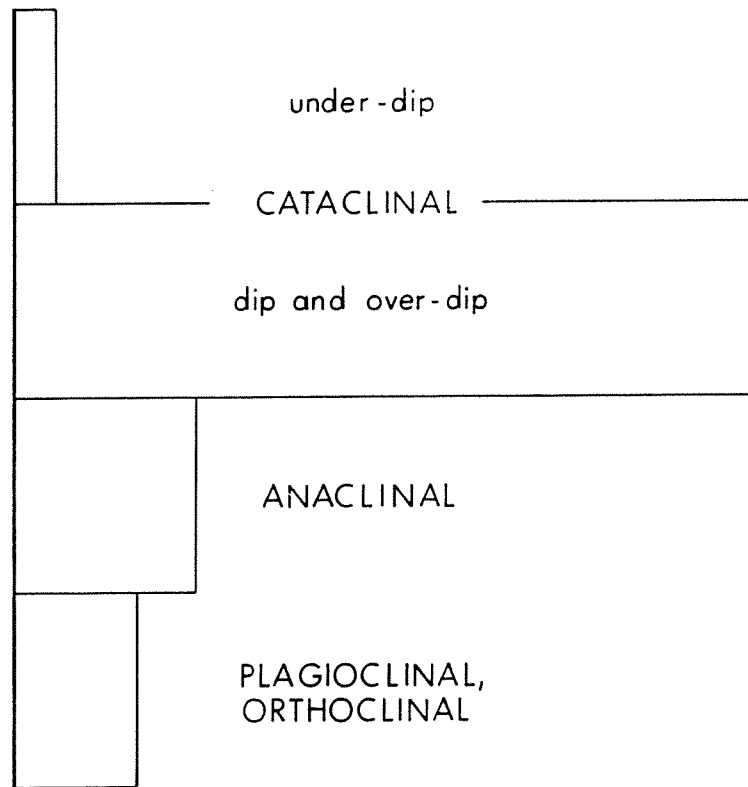 under-dip
CATACLINAL
dip and over-dip
ANACLINAL
PLAGIOCLINAL,
ORTHOCLINAL